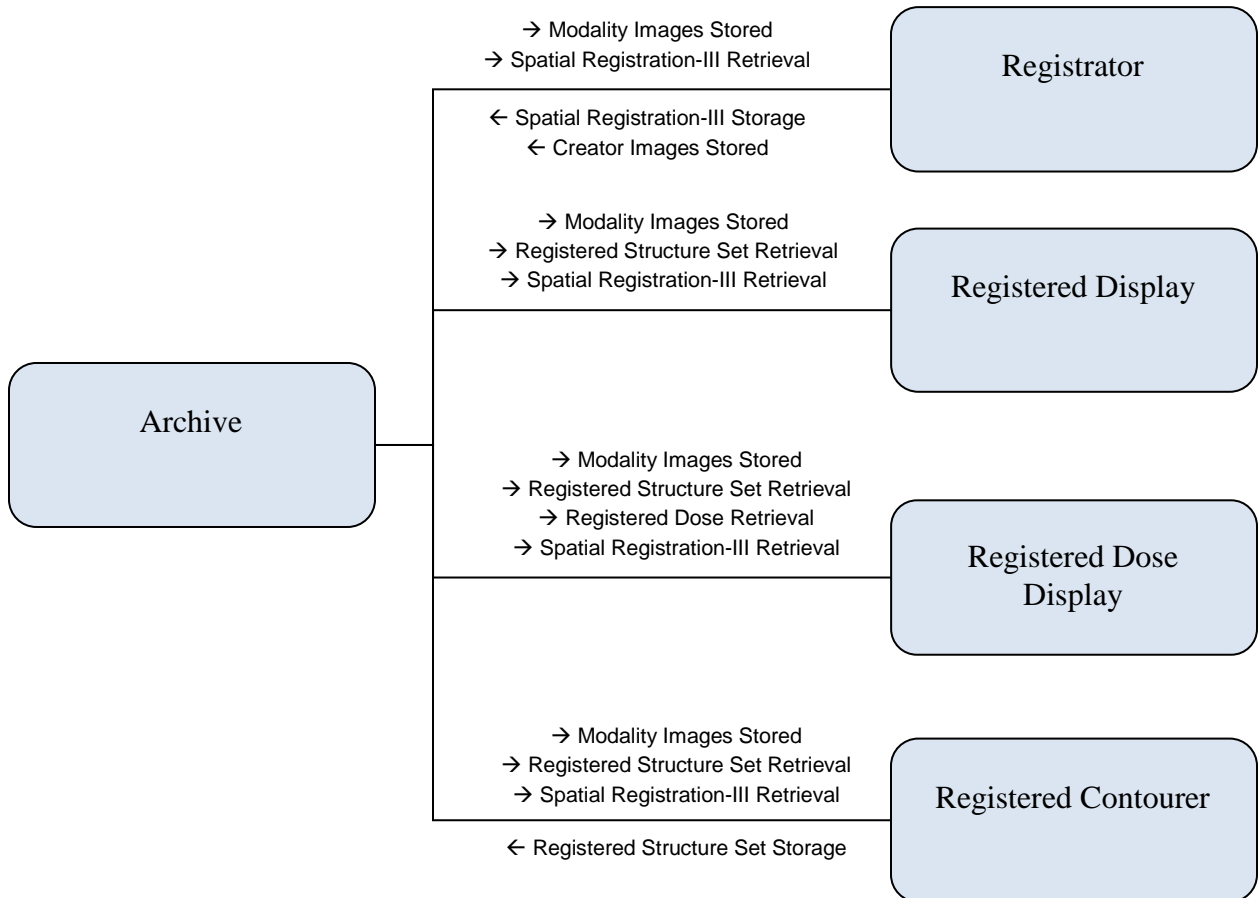 → Modality Images Stored
→ Spatial Registration-III Retrieval
Registrator
← Spatial Registration-III Storage
← Creator Images Stored
→ Modality Images Stored
→ Registered Structure Set Retrieval
→ Spatial Registration-III Retrieval
Registered Display
Archive
→ Modality Images Stored
→ Registered Structure Set Retrieval
→ Registered Dose Retrieval
→ Spatial Registration-III Retrieval
Registered Dose
Display
→ Modality Images Stored
→ Registered Structure Set Retrieval
→ Spatial Registration-III Retrieval
Registered Contourer
← Registered Structure Set Storage